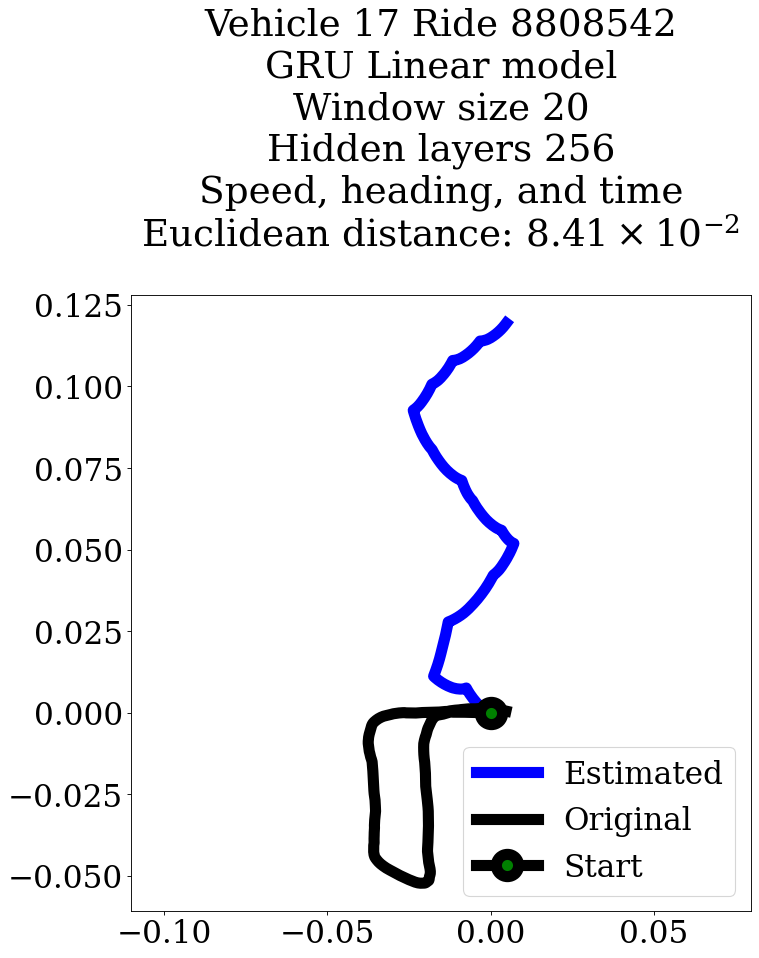 Vehicle 17 Ride 8808542
GRU Linear model
Window size 20
Hidden layers 256
Speed, heading, and time
Euclidean distance: 8.41 × 10⁻²
0.125
0.100
0.075
0.050
0.025
0.000
−0.025
−0.050
Estimated
Original
Start
−0.10
−0.05
0.00
0.05